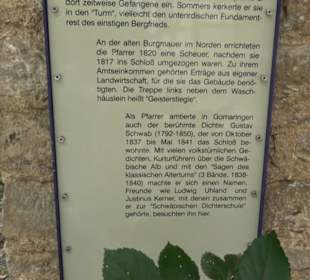 dort zeitweise Gefangene ein. Sommers kerkerte er sie
in den "Turm", vielleicht den unterirdischen Fundament-
rest des einstigen Bergfrieds.
An der alten Burgmauer im Norden errichteten
die Pfarrer 1820 eine Scheuer, nachdem sie
1817 ins Schloß umgezogen waren. Zu ihrem
Amtseinkommen gehörten Erträge aus eigener
Landwirtschaft, für die sie das Gebäude benö-
tigten. Die Treppe links neben dem Wasch-
häuslein heißt "Geisterstiegle".
Als Pfarrer amtierte in Gomaringen
auch der berühmte Dichter Gustav
Schwab (1792-1850), der von Oktober
1837 bis Mai 1841 das Schloß be-
wohnte. Mit vielen volkstümlichen Ge-
dichten, Kulturführern über die Schwä-
bische Alb und mit den "Sagen des
klassischen Altertums" (3 Bände, 1838-
1840) machte er sich einen Namen.
Freunde wie Ludwig Uhland und
Justinus Kerner, mit denen zusammen
er zur "Schwäbischen Dichterschule"
gehörte, besuchten ihn hier.